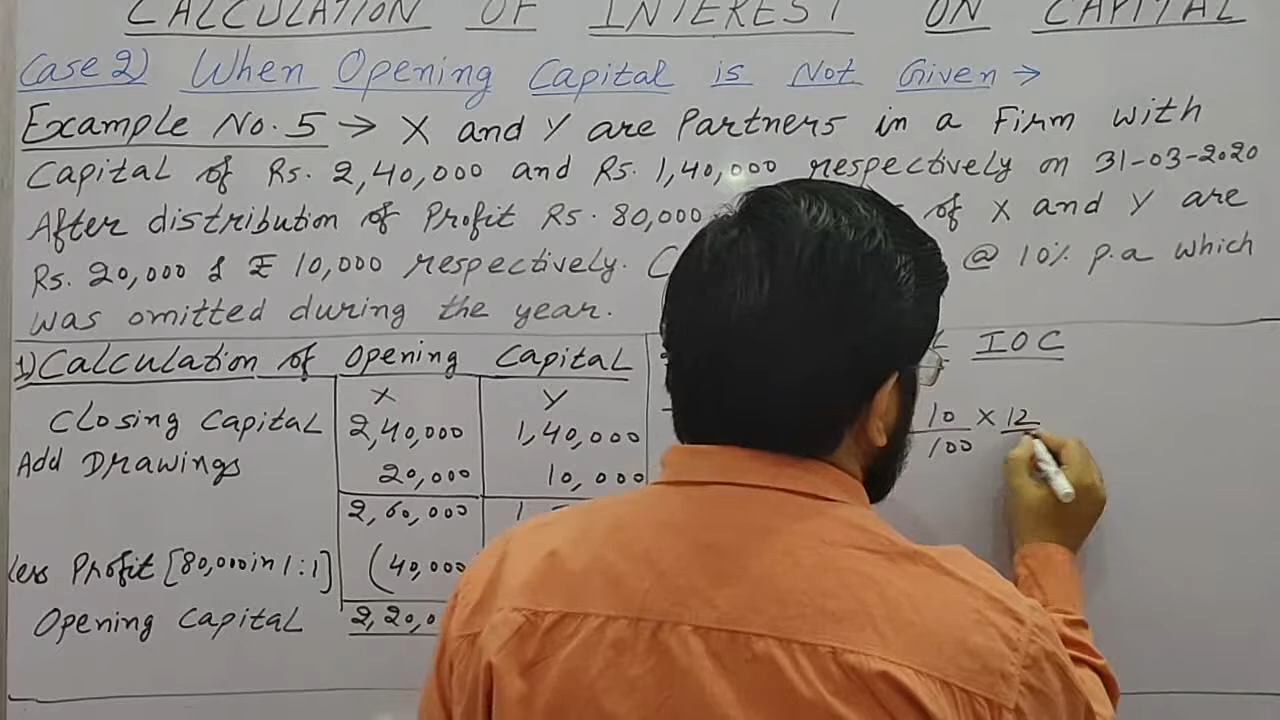 CALCULATION OF INTEREST ON CAPITAL
Case 2) When Opening Capital is Not Given →
Example No. 5 → X and Y are Partners in a Firm with
Capital of Rs. 2,40,000 and Rs. 1,40,000 respectively on 31-03-2020
After distribution of Profit Rs. 80,000 of X and Y are
Rs. 20,000 & ₹ 10,000 respectively. @ 10% p.a which
was omitted during the year.
1) Calculation of Opening Capital
X Y
Closing Capital 2,40,000 1,40,000
Add Drawings 20,000 10,000
2,60,000
Less Profit [80,000 in 1:1] (40,000
Opening Capital 2,20,0
IOC
10/100 × 12